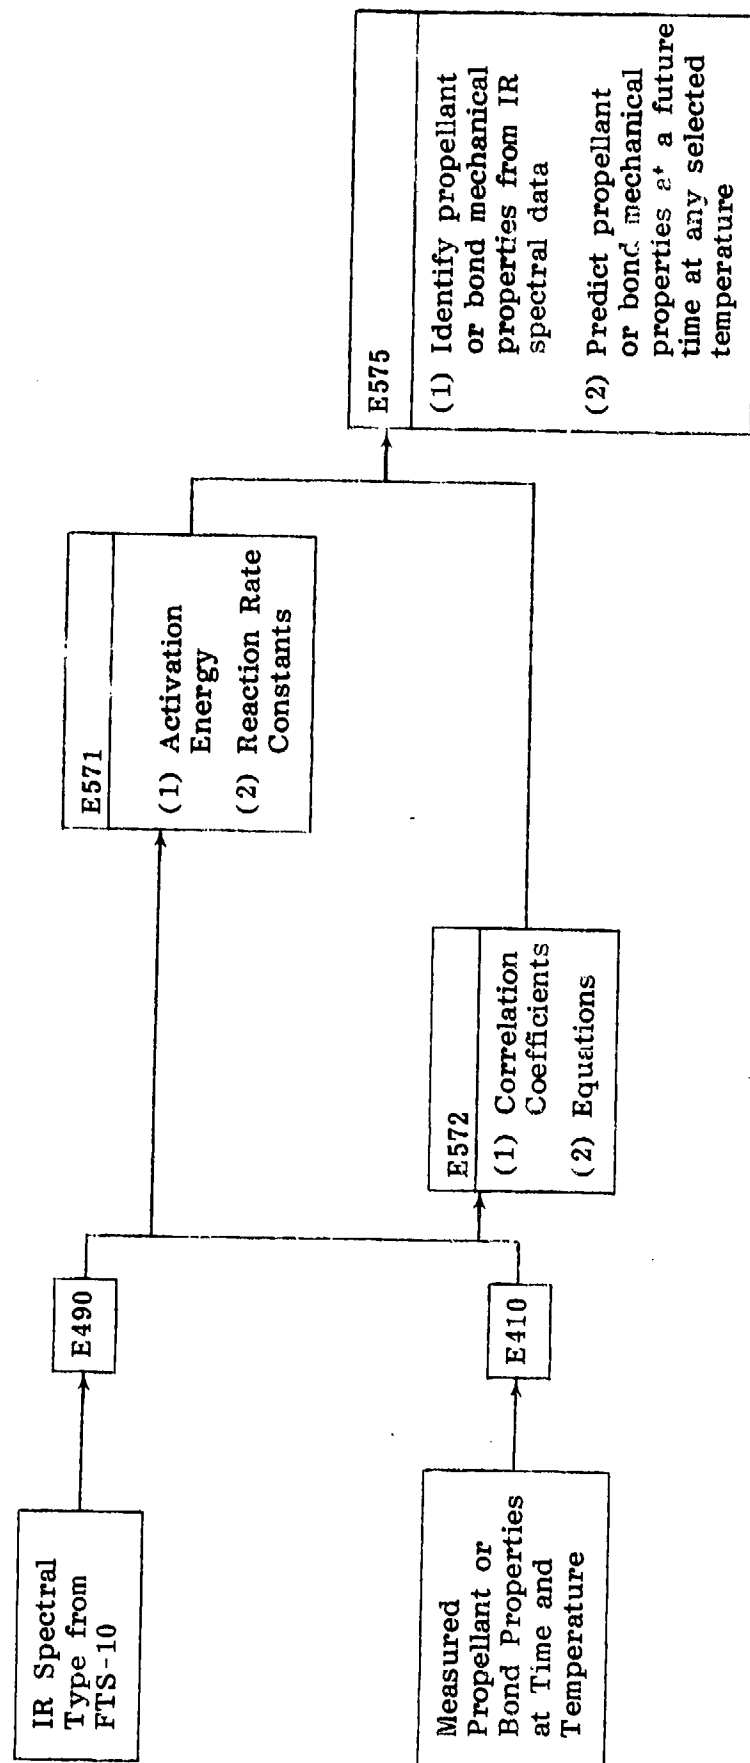 IR Spectral
Type from
FTS-10
E490
Measured
Propellant or
Bond Properties
at Time and
Temperature
E410
E571
(1) Activation
Energy
(2) Reaction Rate
Constants
E572
(1) Correlation
Coefficients
(2) Equations
E575
(1) Identify propellant
or bond mechanical
properties from IR
spectral data
(2) Predict propellant
or bond mechanical
properties at a future
time at any selected
temperature